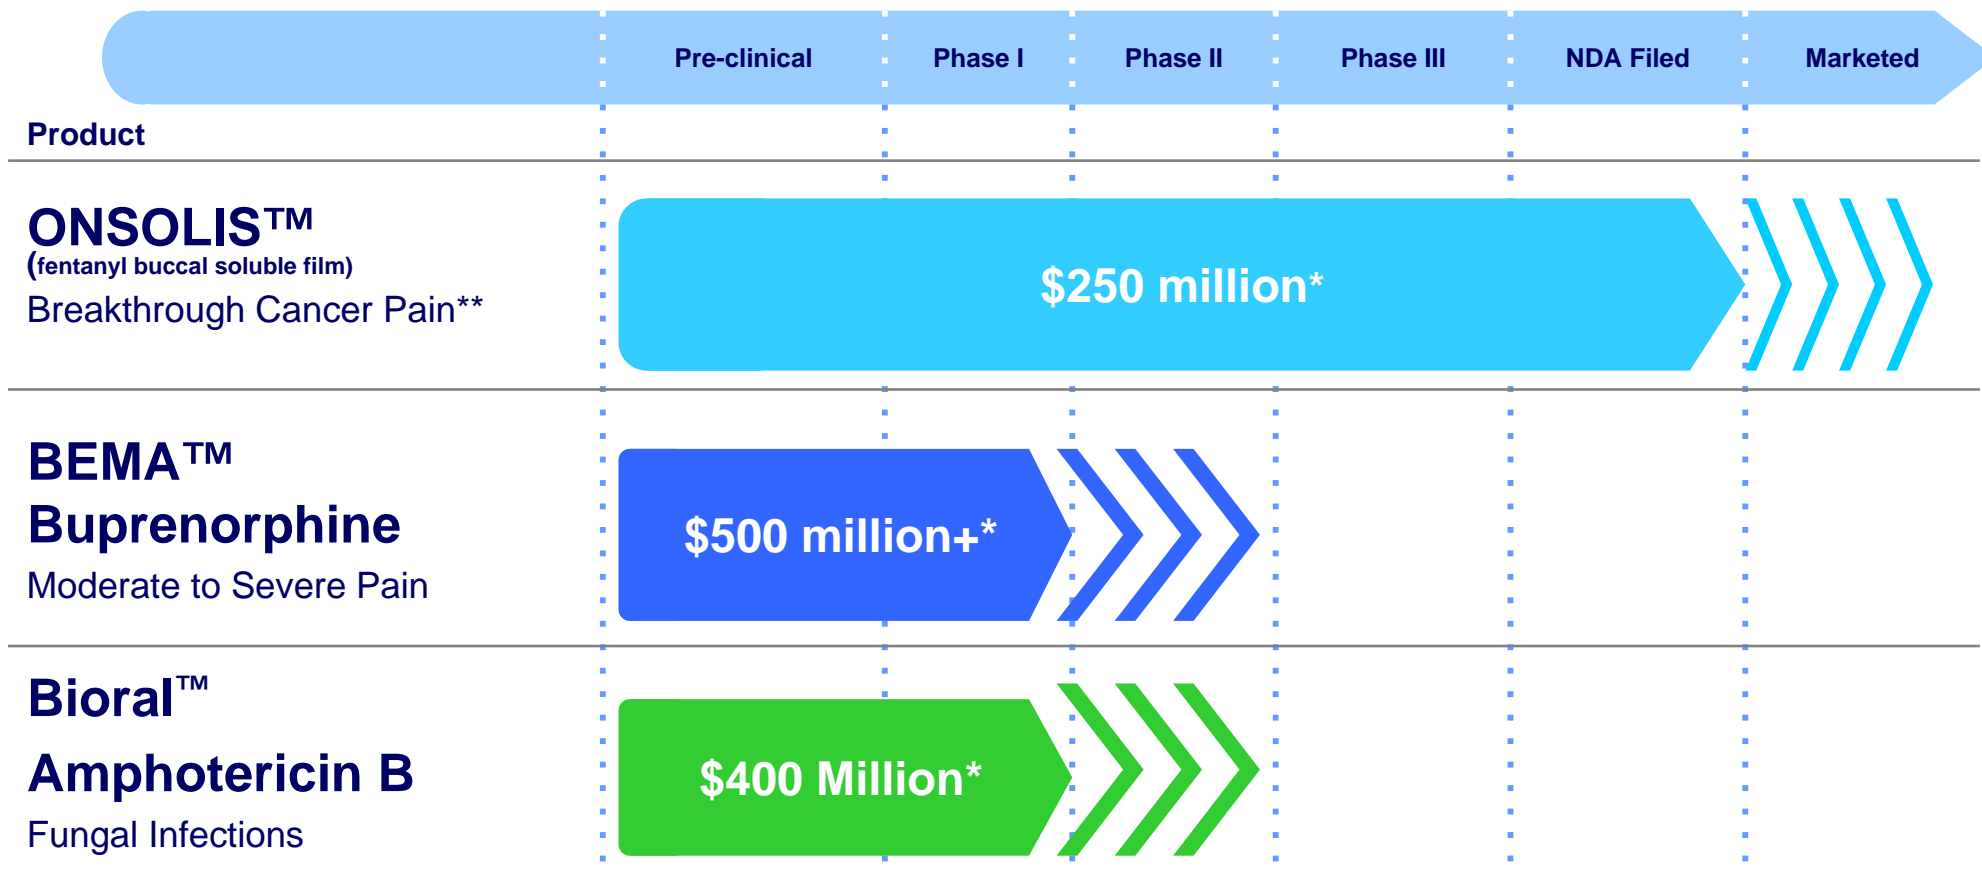 Pre-clinical Phase I Phase II Phase III NDA Filed Marketed
Product
ONSOLIS™
(fentanyl buccal soluble film)
Breakthrough Cancer Pain**
$250 million*
BEMA™
Buprenorphine
Moderate to Severe Pain
$500 million+*
Bioral™
Amphotericin B
Fungal Infections
$400 Million*